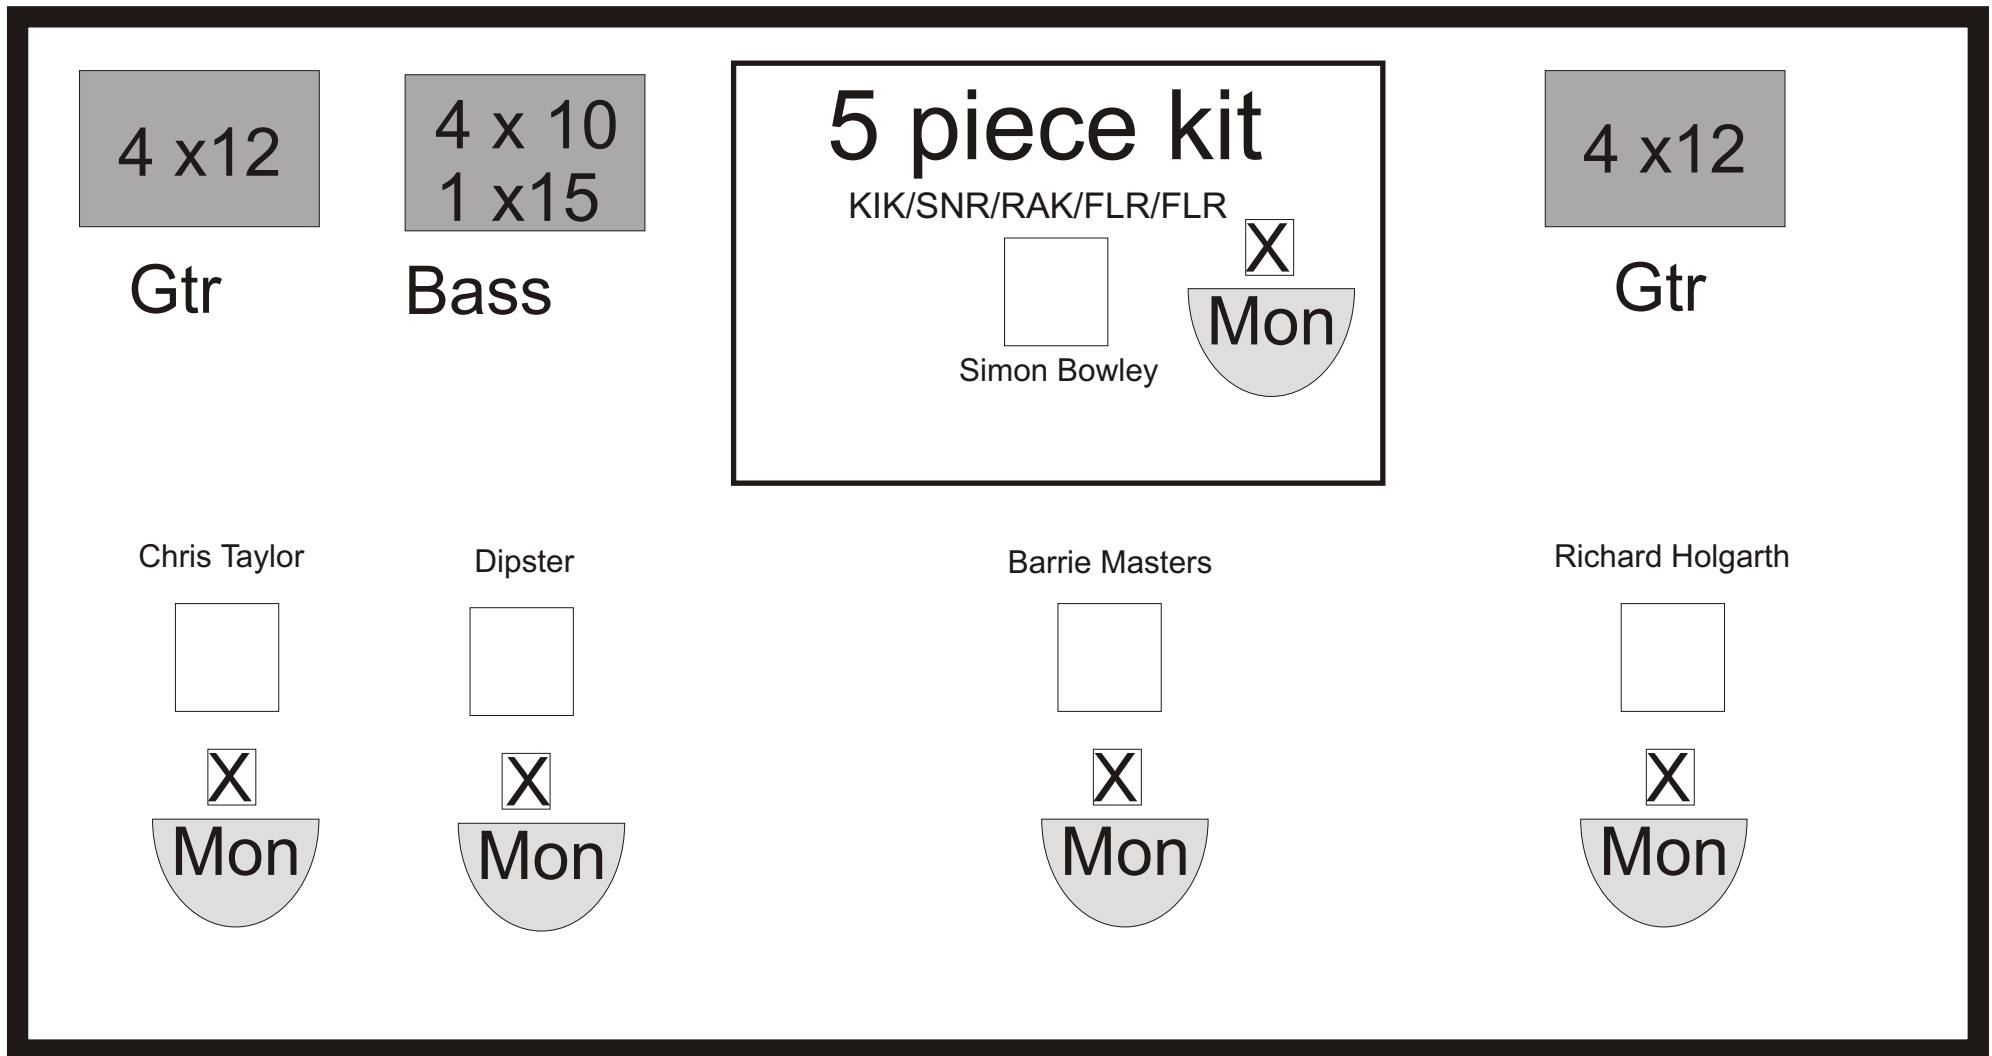 4 x12
Gtr
4 x 10
1 x15
Bass
5 piece kit
KIK/SNR/RAK/FLR/FLR
X
Mon
Simon Bowley
4 x12
Gtr
Chris Taylor
X
Mon
Dipster
X
Mon
Barrie Masters
X
Mon
Richard Holgarth
X
Mon